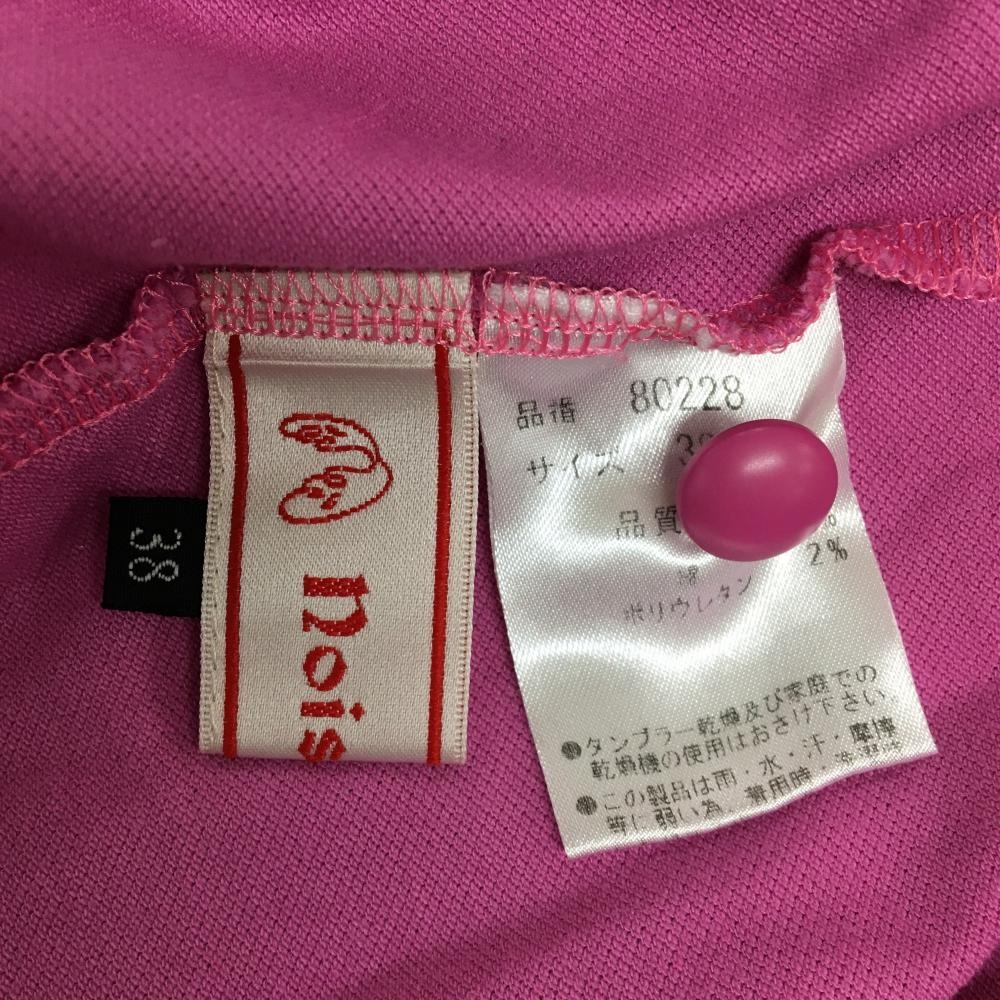 38
nois
品番 80228
サイズ
品質
2%
ポリウレタン
●タンブラー乾燥及び家庭での
乾燥機の使用はおさけ下さい。
●この製品は雨・水・汗・摩擦
等に弱い為、着用時・